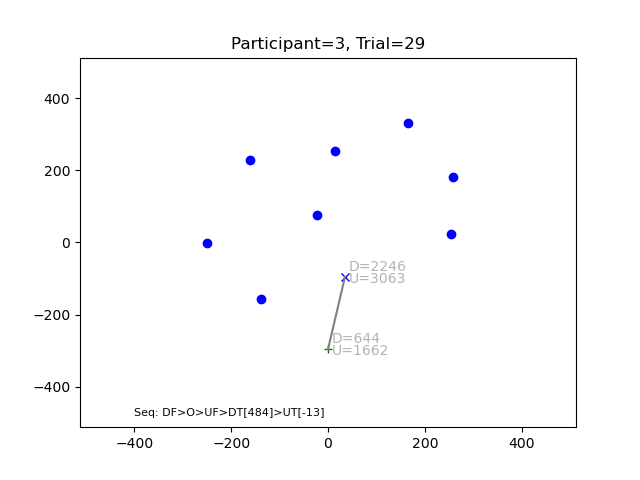 Participant=3, Trial=29
400
200
0
−200
−400
D=2246
U=3063
D=644
U=1662
Seq: DF>O>UF>DT[484]>UT[-13]
−400 −200 0 200 400